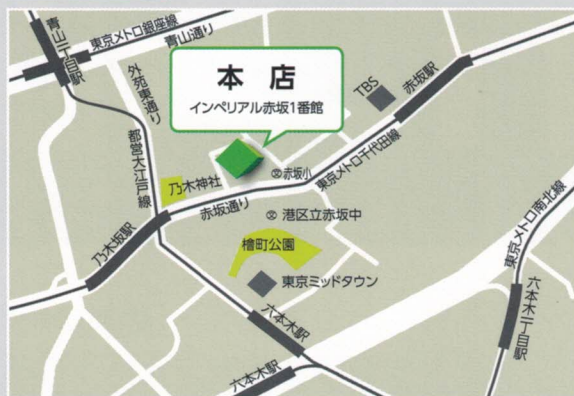 青山一丁目駅
東京メトロ銀座線
青山通り
外苑東通り
本店
インペリアル赤坂1番館
TBS
赤坂駅
都営大江戸線
乃木神社
赤坂小
東京メトロ千代田線
赤坂通り
港区立赤坂中
乃木坂駅
檜町公園
東京ミッドタウン
東京メトロ南北線
六本木駅
六本木一丁目駅
六本木駅